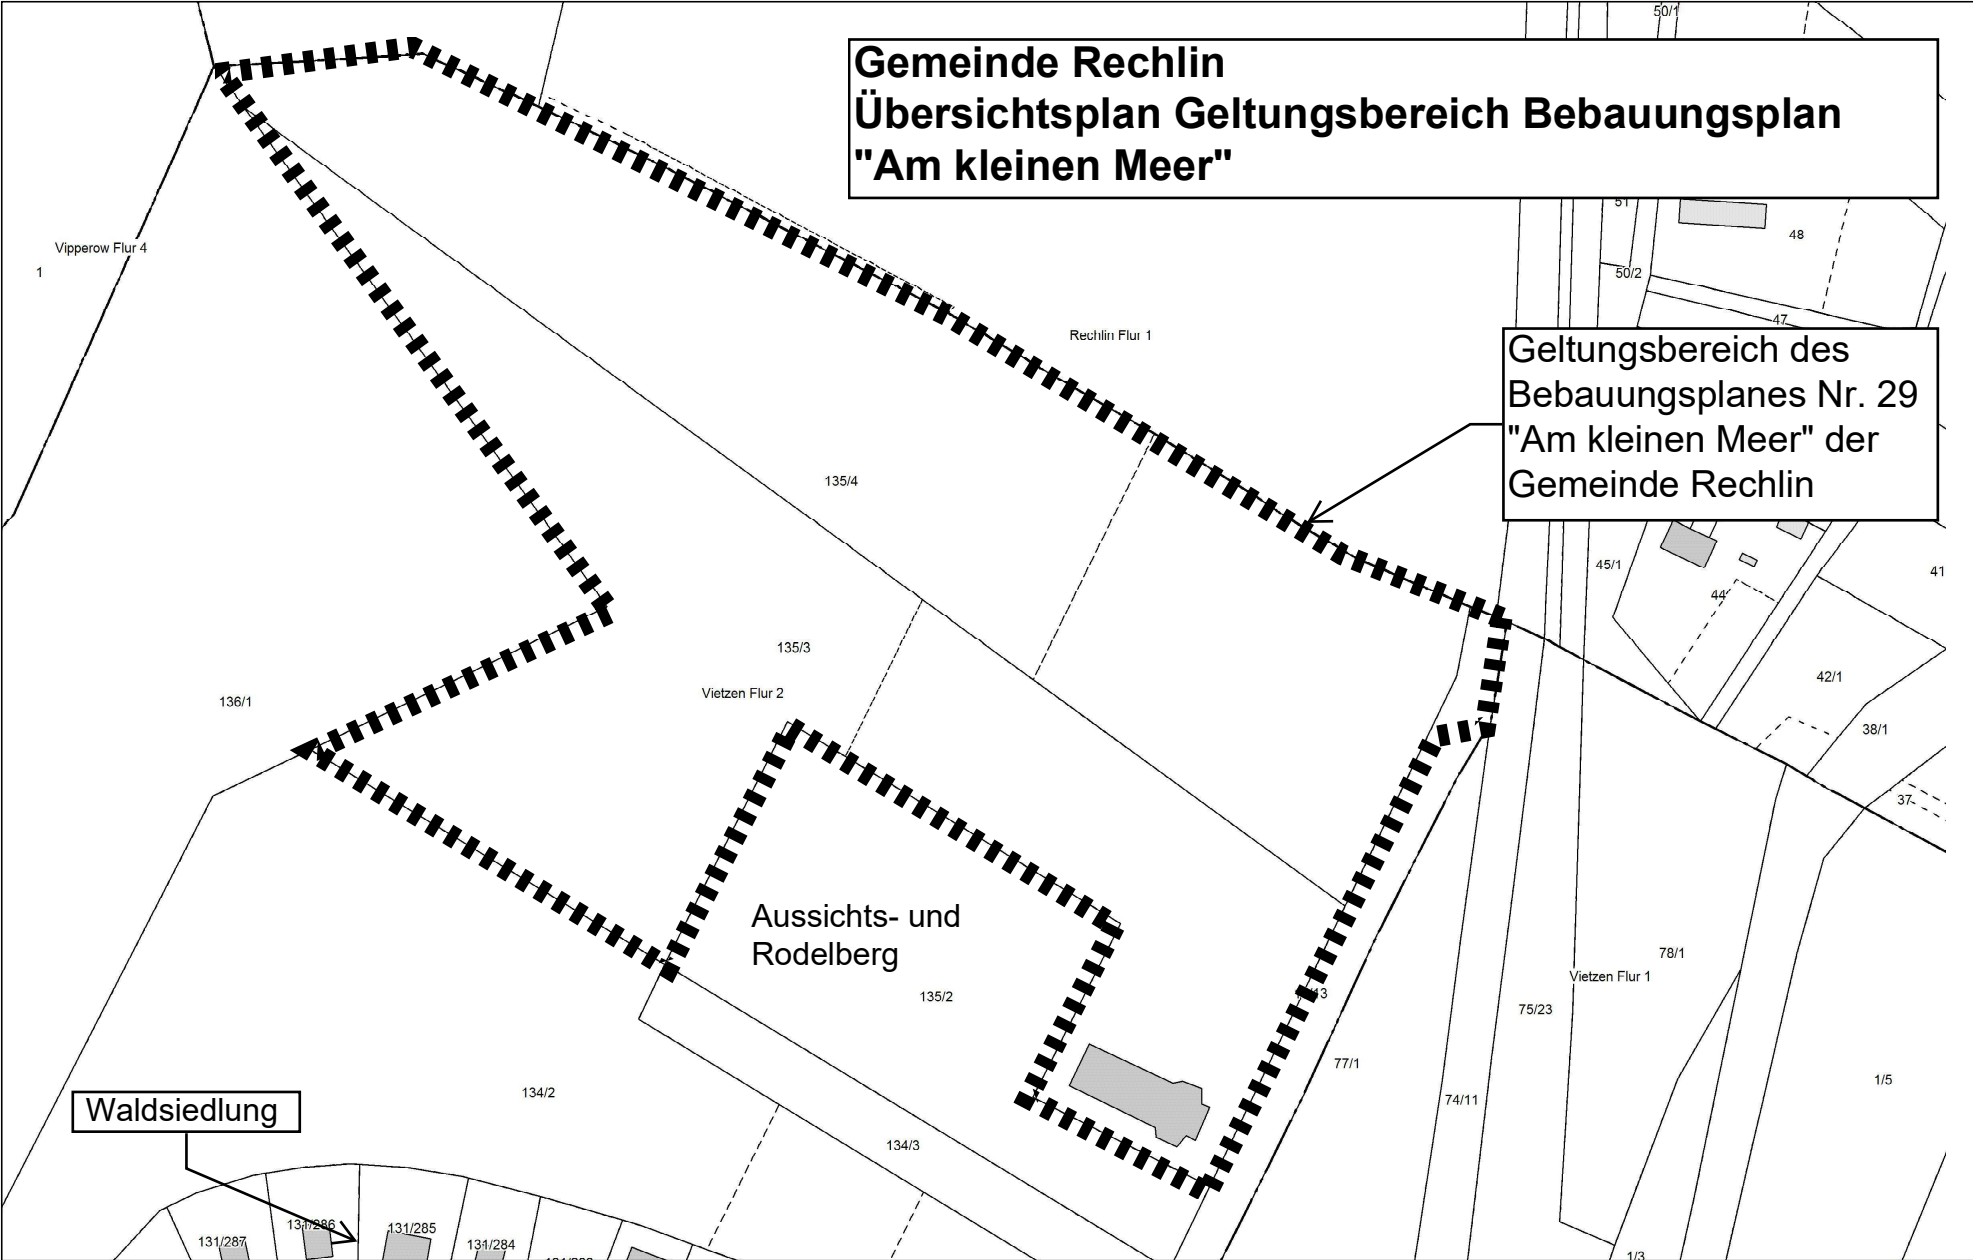 50/1
Gemeinde Rechlin
Übersichtsplan Geltungsbereich Bebauungsplan
"Am kleinen Meer"
51
48
Vipperow Flur 4
1
50/2
47
Rechlin Flur 1
Geltungsbereich des
Bebauungsplanes Nr. 29
"Am kleinen Meer" der
Gemeinde Rechlin
135/4
45/1
41
44
135/3
42/1
Vietzen Flur 2
136/1
38/1
37
Aussichts- und
Rodelberg
78/1
Vietzen Flur 1
135/2
75/23
77/1
1/5
134/2
74/11
Waldsiedlung
134/3
131/286
131/285
131/287
131/284
1/3